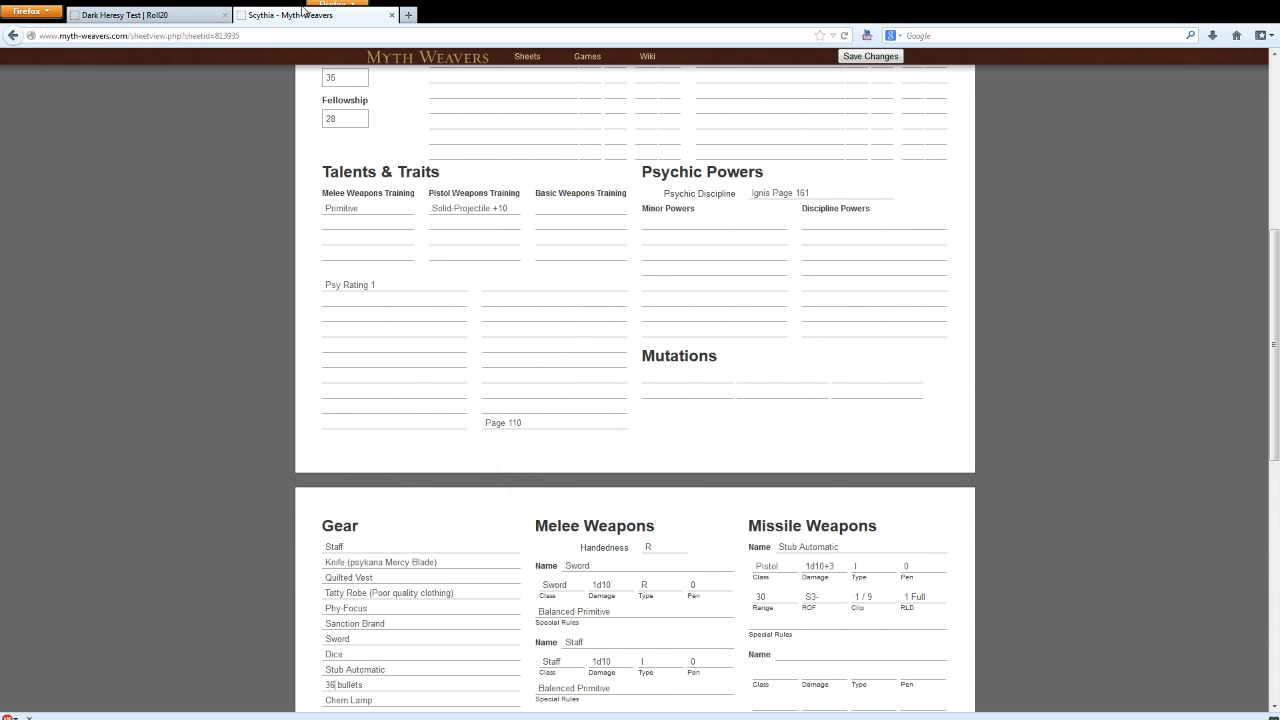 Firefox
Firefox
Dark Heresy Test | Roll20
Scythia - Myth-Weavers
www.myth-weavers.com/sheetview.php?sheetid=813935
Google
MYTH WEAVERS
Sheets
Games
Wiki
Save Changes
35
Fellowship
28
Talents & Traits
Melee Weapons Training Pistol Weapons Training Basic Weapons Training
Primitive Solid-Projectile +10
Psy Rating 1
Page 110
Psychic Powers
Psychic Discipline Ignis Page 161
Minor Powers Discipline Powers
Mutations
Gear
Staff
Knife (psykana Mercy Blade)
Quilted Vest
Tatty Robe (Poor quality clothing)
Phy-Focus
Sanction Brand
Sword
Dice
Stub Automatic
36 bullets
Chem Lamp
Melee Weapons
Handedness R
Name Sword
Sword 1d10 R 0
Class Damage Type Pen
Balanced Primitive
Special Rules
Name Staff
Staff 1d10 I 0
Class Damage Type Pen
Balenced Primitive
Special Rules
Missile Weapons
Name Stub Automatic
Pistol 1d10+3 I 0
Class Damage Type Pen
30 S3- 1 / 9 1 Full
Range ROF Clip RLD
Special Rules
Name
Class Damage Type Pen